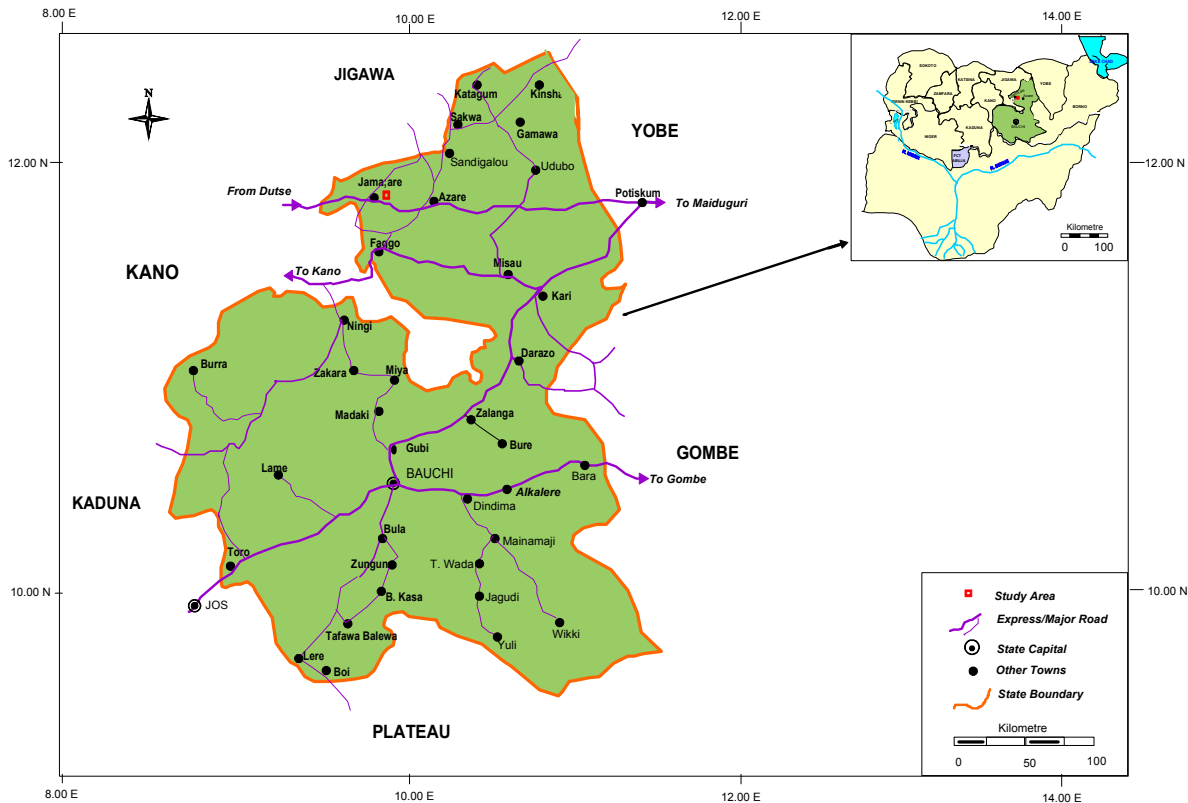 8.00 E
10.00 E
12.00 E
14.00 E
N
JIGAWA
Katagum
Kinsha
Sakwa
Gamawa
YOBE
Sandigalou
Udubo
12.00 N
12.00 N
Jama,are
From Dutse
Azare
Potiskum
To Maiduguri
Faggo
Misau
To Kano
KANO
Kari
Ningi
Darazo
Burra
Zakara
Miya
Madaki
Zalanga
Gubi
Bure
GOMBE
Lame
BAUCHI
Bara
To Gombe
Alkalere
Dindima
KADUNA
Bula
Mainamaji
Toro
Zungun
T. Wada
10.00 N
10.00 N
B. Kasa
Jagudi
JOS
Tafawa Balewa
Wikki
Yuli
Lere
Boi
PLATEAU
SOKOTO
KATSINA
JIGAWA
YOBE
ZAMFARA
KANO
BORNO
BAUCHI
KADUNA
NIGER
FCT
ABUJA
Kilometre
0 100
Study Area
Express/Major Road
State Capital
Other Towns
State Boundary
Kilometre
0 50 100
8.00 E
10.00 E
12.00 E
14.00 E